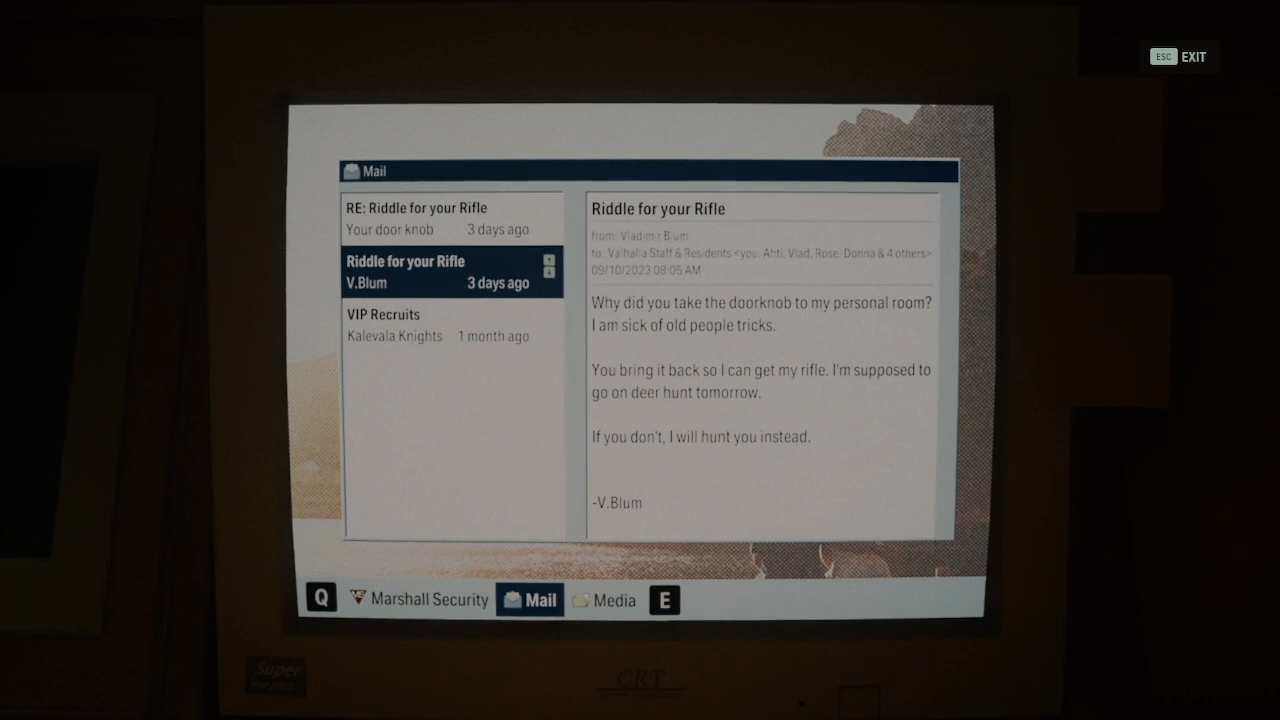 ESC EXIT
Mail
RE: Riddle for your Rifle
Your door knob 3 days ago
Riddle for your Rifle
V.Blum 3 days ago
VIP Recruits
Kalevala Knights 1 month ago
Riddle for your Rifle
from: Vladimir Blum
to: Valhalla Staff & Residents <you, Ahti, Vlad, Rose, Donna & 4 others>
09/10/2023 08:05 AM
Why did you take the doorknob to my personal room?
I am sick of old people tricks.
You bring it back so I can get my rifle. I'm supposed to
go on deer hunt tomorrow.
If you don't, I will hunt you instead.
-V.Blum
Q Marshall Security Mail Media E
Super
CRT